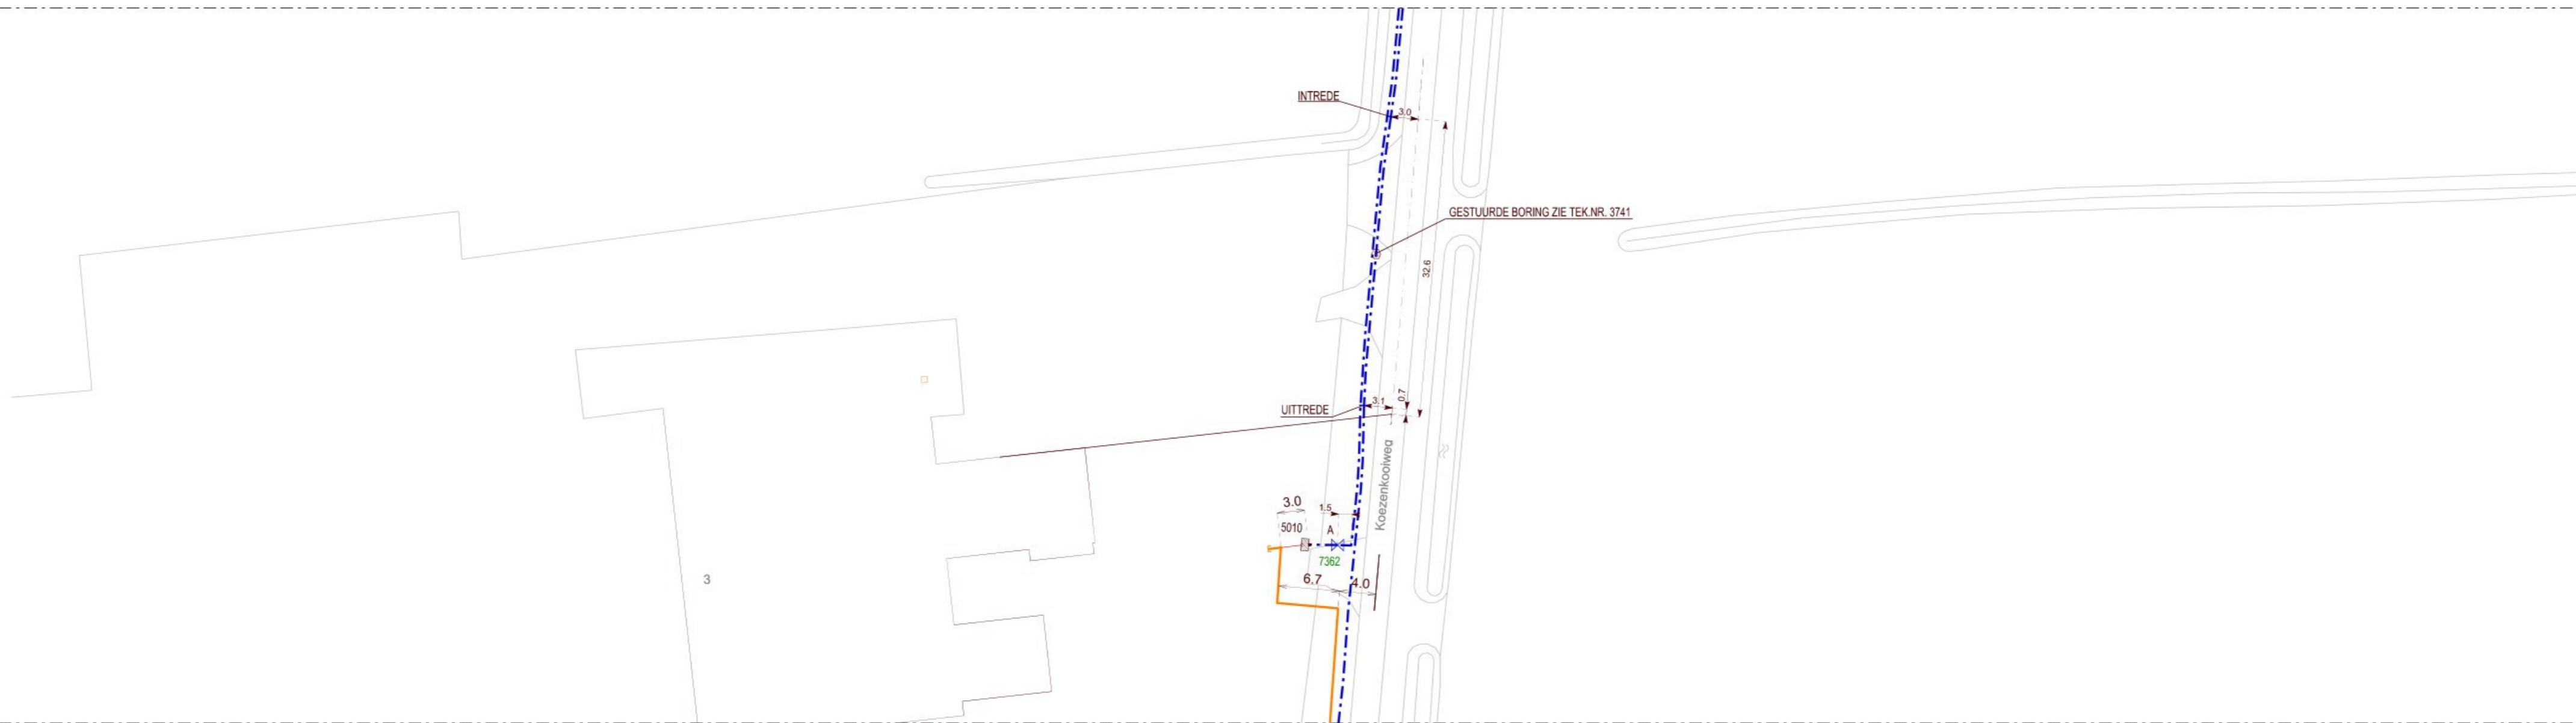 INTREDE
3.0
GESTUURDE BORING ZIE TEK.NR. 3741
32.6
0.7
3.1
UITTREDE
Koezenkooiweg
3.0
1.5
5010
A
7362
3
6.7
4.0